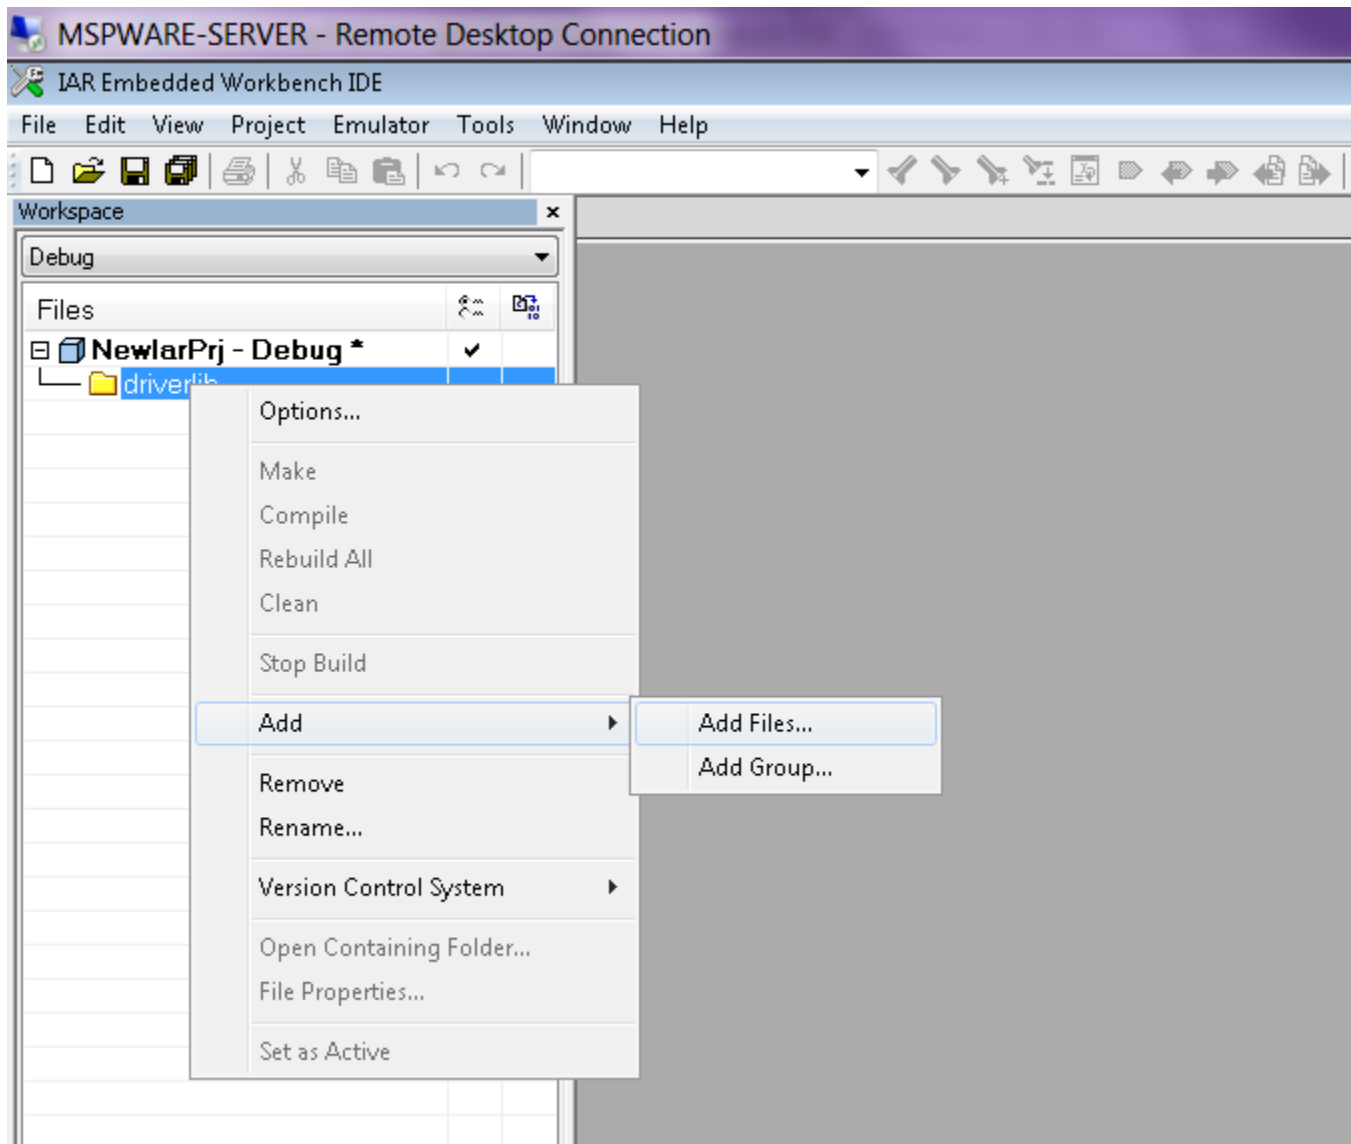 MSPWARE-SERVER - Remote Desktop Connection
IAR Embedded Workbench IDE
File Edit View Project Emulator Tools Window Help
Workspace
Debug
Files
NewIarPrj - Debug *
driverlib
Options...
Make
Compile
Rebuild All
Clean
Stop Build
Add
Add Files...
Add Group...
Remove
Rename...
Version Control System
Open Containing Folder...
File Properties...
Set as Active